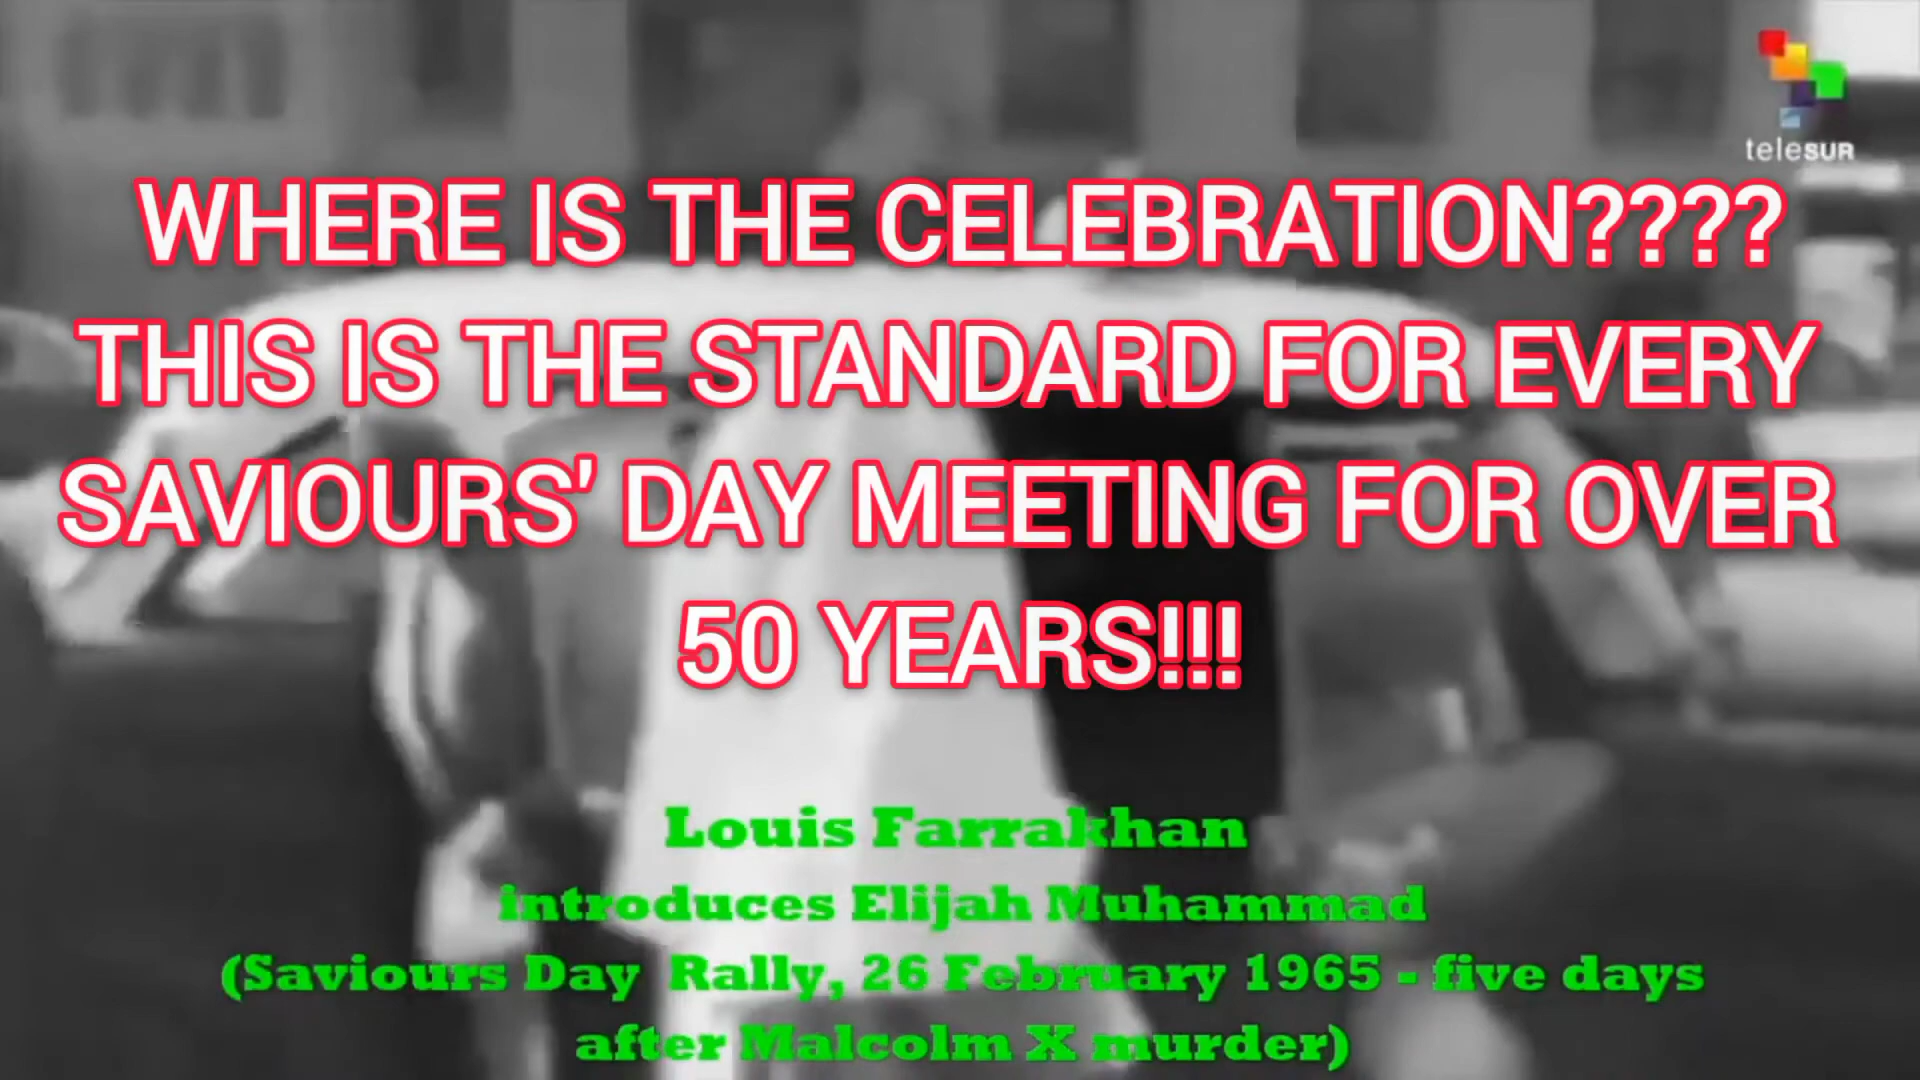 teleSUR
WHERE IS THE CELEBRATION????
THIS IS THE STANDARD FOR EVERY
SAVIOURS' DAY MEETING FOR OVER
50 YEARS!!!
Louis Farrakhan
introduces Elijah Muhammad
(Saviours Day Rally, 26 February 1965 - five days
after Malcolm X murder)